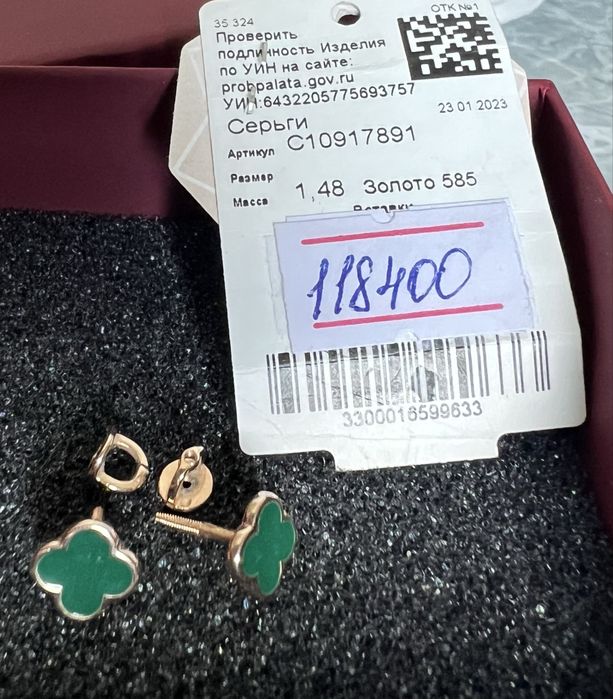 35 324
ОТК №1
Проверить
подлинность Изделия
по УИН на сайте:
probpalata.gov.ru
УИН:6432205775693757
23.01.2023
Серьги
Артикул С10917891
Размер
Масса 1,48 Золото 585
Вставки
118400
3300016599633